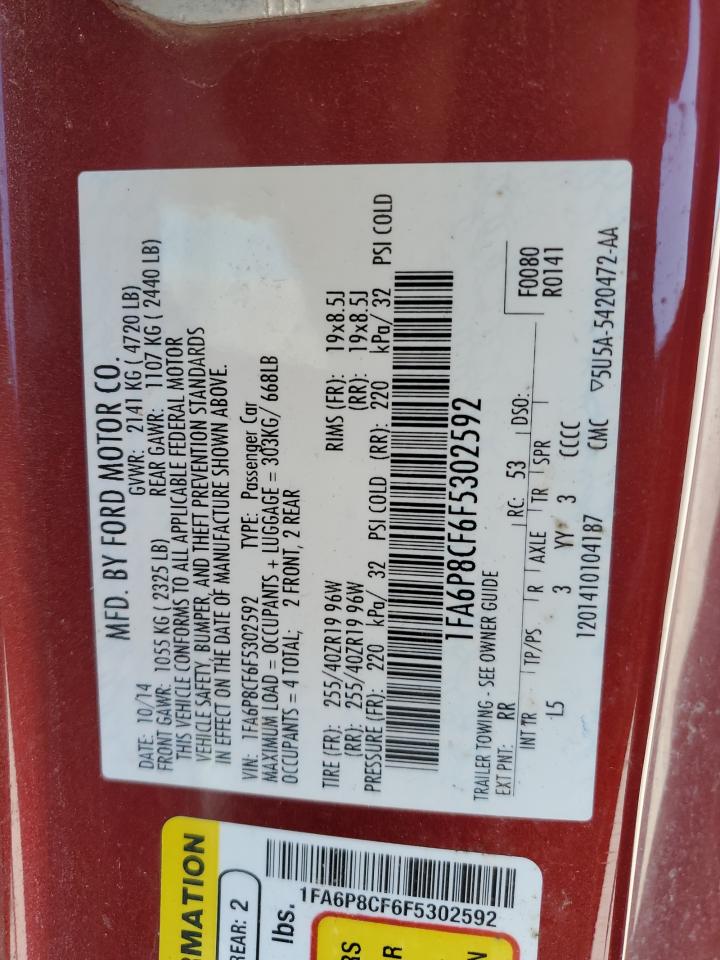 MFD. BY FORD MOTOR CO.
DATE: 10/14 GVWR: 2141 KG ( 4720 LB)
FRONT GAWR: 1055 KG ( 2325 LB) REAR GAWR: 1107 KG ( 2440 LB)
THIS VEHICLE CONFORMS TO ALL APPLICABLE FEDERAL MOTOR
VEHICLE SAFETY, BUMPER, AND THEFT PREVENTION STANDARDS
IN EFFECT ON THE DATE OF MANUFACTURE SHOWN ABOVE.
VIN: 1FA6P8CF6F5302592 TYPE: Passenger Car
MAXIMUM LOAD = OCCUPANTS + LUGGAGE = 303KG/ 668LB
OCCUPANTS = 4 TOTAL; 2 FRONT, 2 REAR
TIRE (FR): 255/40ZR19 96W RIMS (FR): 19x8.5J
(RR): 255/40ZR19 96W (RR): 19x8.5J
PRESSURE (FR): 220 kPa/ 32 PSI COLD (RR): 220 kPa/ 32 PSI COLD
1FA6P8CF6F5302592
TRAILER TOWING - SEE OWNER GUIDE
EXT PNT: RR RC: 53 DSO: F0080
R0141
INT TR TP/PS R AXLE TR SPR
L5 3 YY 3 CCCC
12014101041B7 CMC ▽5U5A-5420472-AA
RMATION
REAR: 2
lbs.
1FA6P8CF6F5302592
RS
R
N